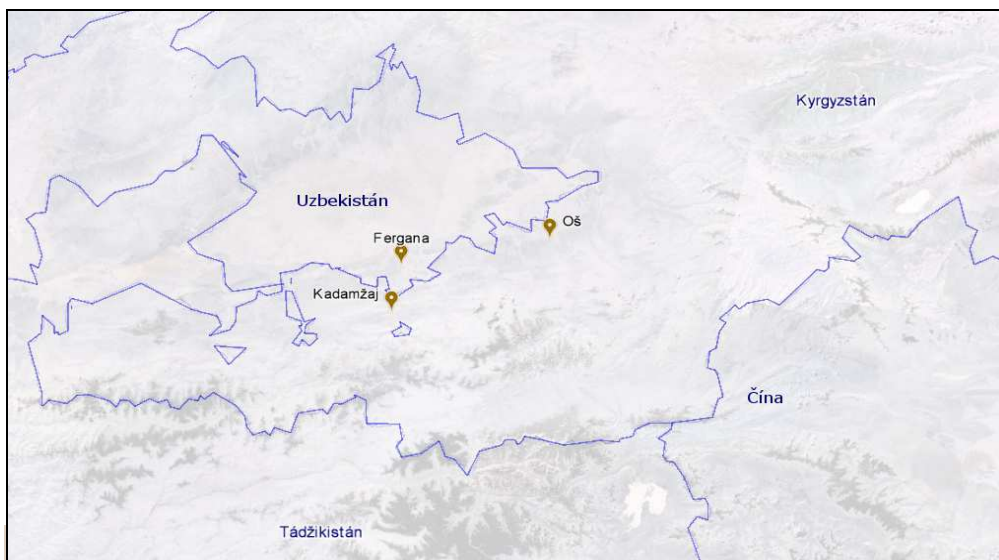 Kyrgyzstán
Uzbekistán
Oš
Fergana
Kadamžaj
Čína
Tádžikistán